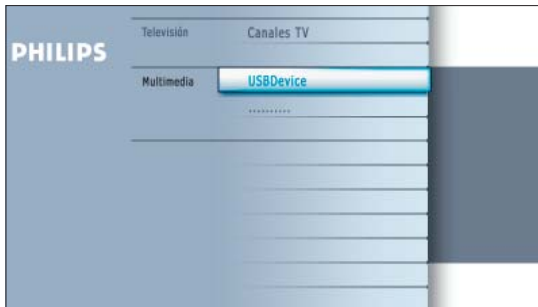 PHILIPS
Televisión Canales TV
Multimedia USBDevice
..........